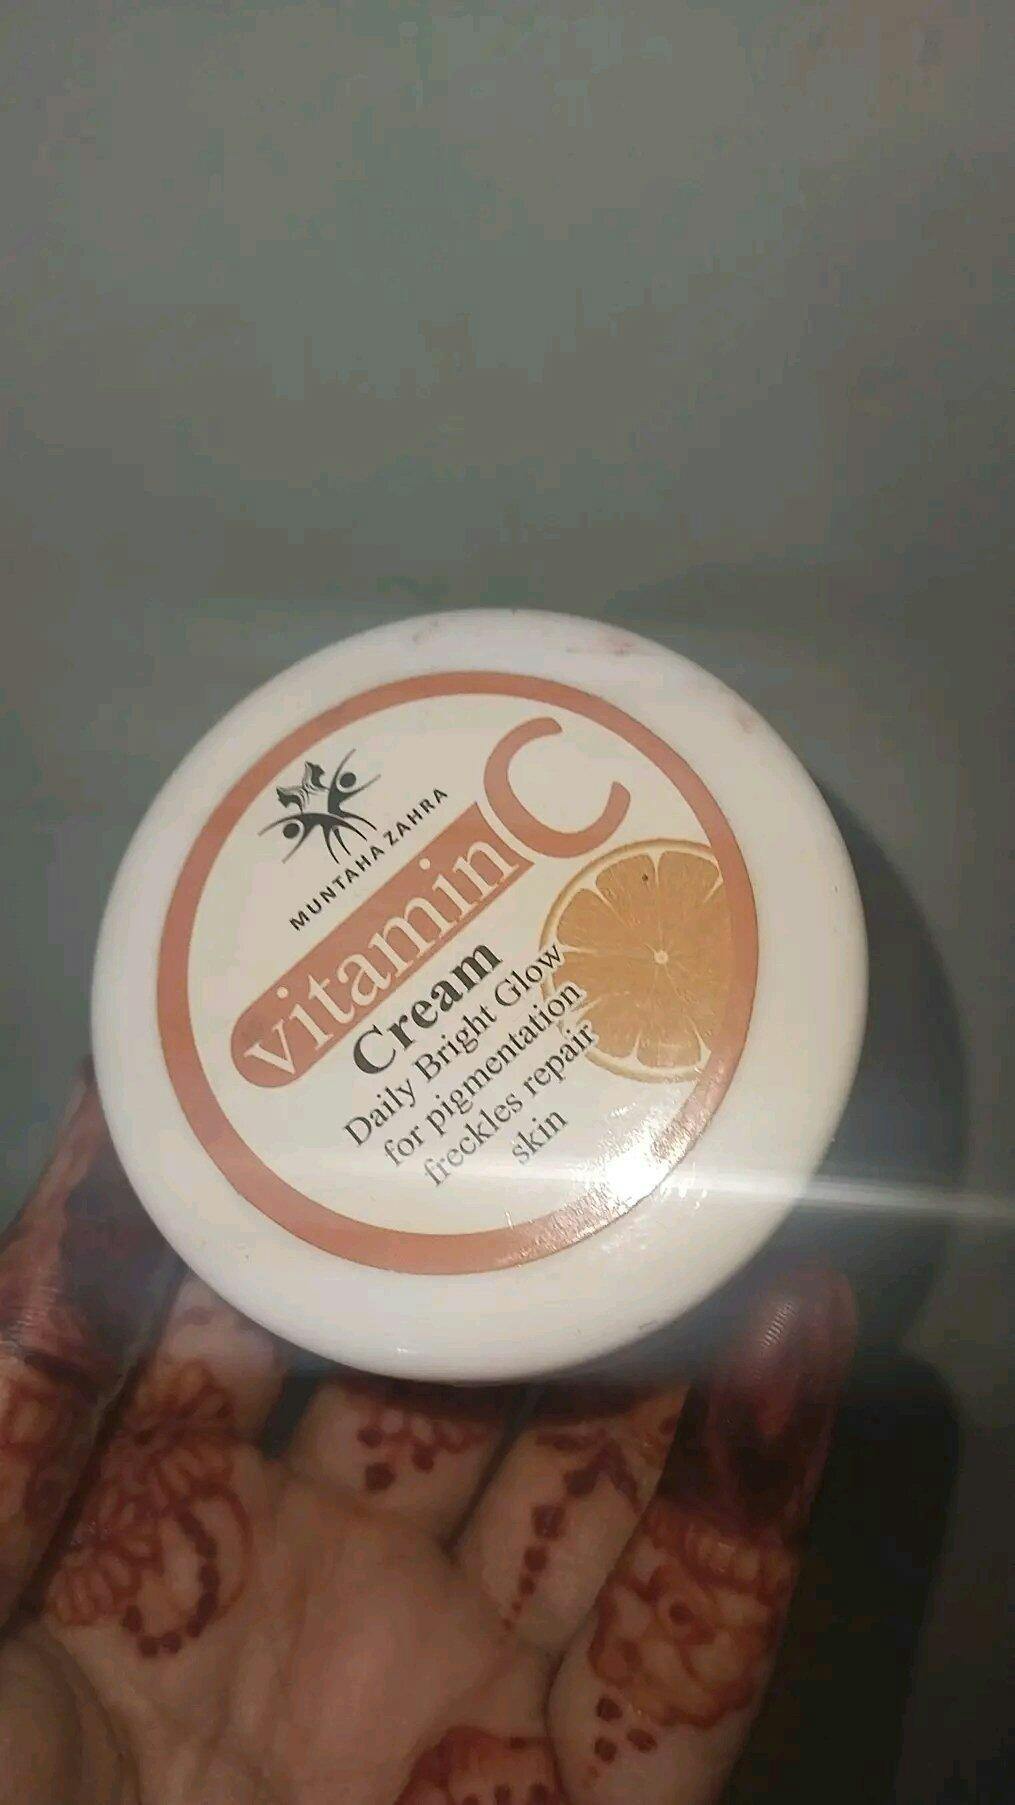 MUNTAHA ZAHRA
vitamin C
Cream
Daily Bright Glow
for pigmentation
freckles repair
skin